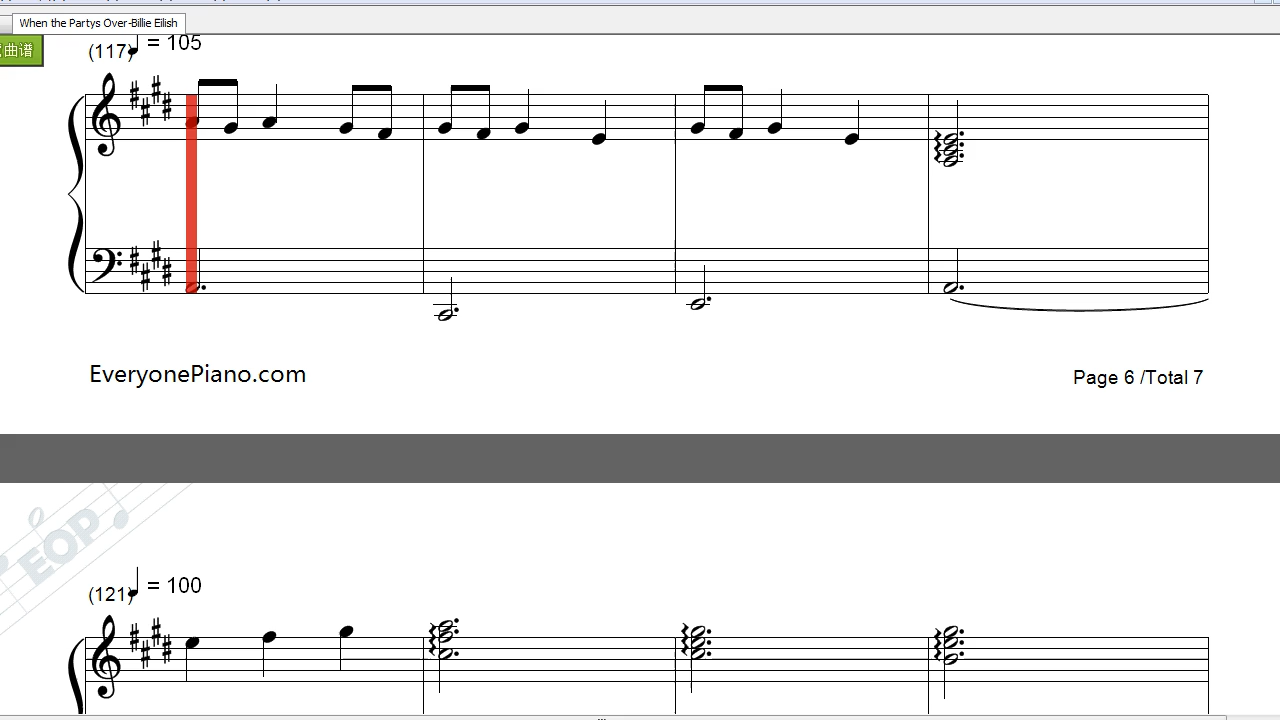 When the Partys Over-Billie Eilish
曲谱
(117) = 105
EveryonePiano.com
Page 6 /Total 7
EOP
(121) = 100